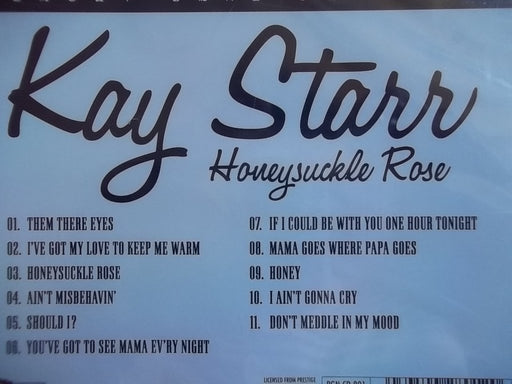 Kay Starr
Honeysuckle Rose
01. THEM THERE EYES
02. I'VE GOT MY LOVE TO KEEP ME WARM
03. HONEYSUCKLE ROSE
04. AIN'T MISBEHAVIN'
05. SHOULD I?
06. YOU'VE GOT TO SEE MAMA EV'RY NIGHT
07. IF I COULD BE WITH YOU ONE HOUR TONIGHT
08. MAMA GOES WHERE PAPA GOES
09. HONEY
10. I AIN'T GONNA CRY
11. DON'T MEDDLE IN MY MOOD
LICENSED FROM PRESTIGE